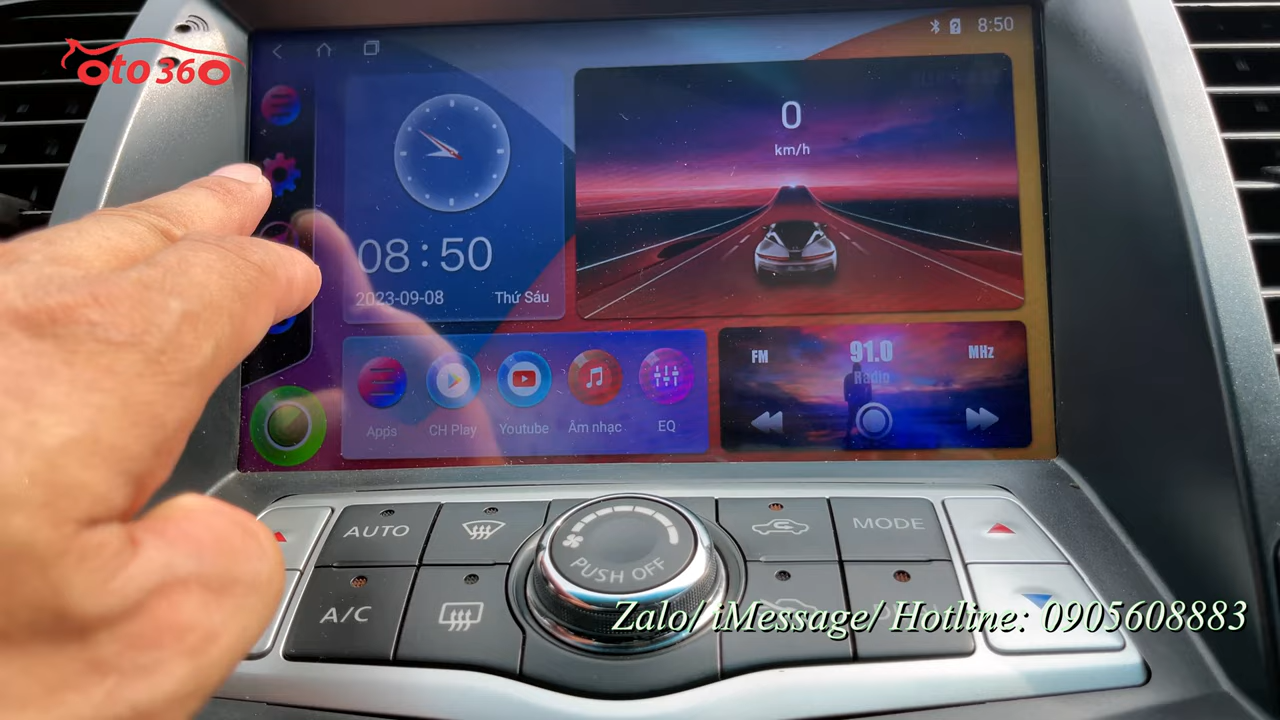 oto360
8:50
0
km/h
08:50
2023-09-08 Thứ Sáu
FM 91.0 MHz
Radio
Apps CH Play Youtube Âm nhạc EQ
AUTO
MODE
PUSH OFF
A/C
Zalo/ iMessage/ Hotline: 0905608883